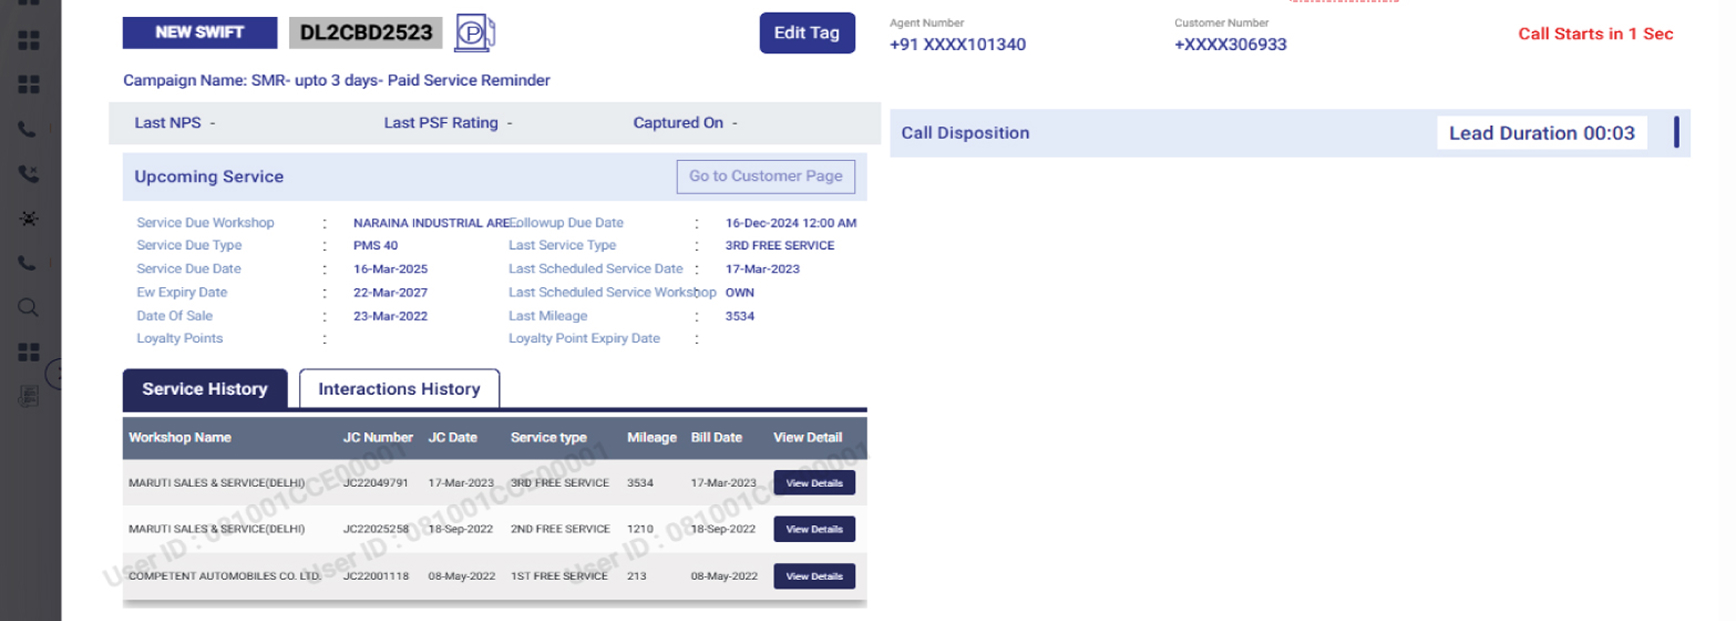 NEW SWIFT DL2CBD2523 P Edit Tag
Agent Number Customer Number
+91 XXXX101340 +XXXX306933 Call Starts in 1 Sec
Campaign Name: SMR- upto 3 days- Paid Service Reminder
Last NPS - Last PSF Rating - Captured On -
Call Disposition Lead Duration 00:03
Upcoming Service Go to Customer Page
Service Due Workshop : NARAINA INDUSTRIAL ARE Followup Due Date : 16-Dec-2024 12:00 AM
Service Due Type : PMS 40 Last Service Type : 3RD FREE SERVICE
Service Due Date : 16-Mar-2025 Last Scheduled Service Date : 17-Mar-2023
Ew Expiry Date : 22-Mar-2027 Last Scheduled Service Workshop : OWN
Date Of Sale : 23-Mar-2022 Last Mileage : 3534
Loyalty Points : Loyalty Point Expiry Date :
Service History Interactions History
Workshop Name JC Number JC Date Service type Mileage Bill Date View Detail
MARUTI SALES & SERVICE(DELHI) JC22049791 17-Mar-2023 3RD FREE SERVICE 3534 17-Mar-2023 View Details
MARUTI SALES & SERVICE(DELHI) JC22025258 18-Sep-2022 2ND FREE SERVICE 1210 18-Sep-2022 View Details
COMPETENT AUTOMOBILES CO. LTD. JC22001118 08-May-2022 1ST FREE SERVICE 213 08-May-2022 View Details
User ID : 081001CCE00001
User ID : 081001CCE00001
User ID : 081001CCE00001